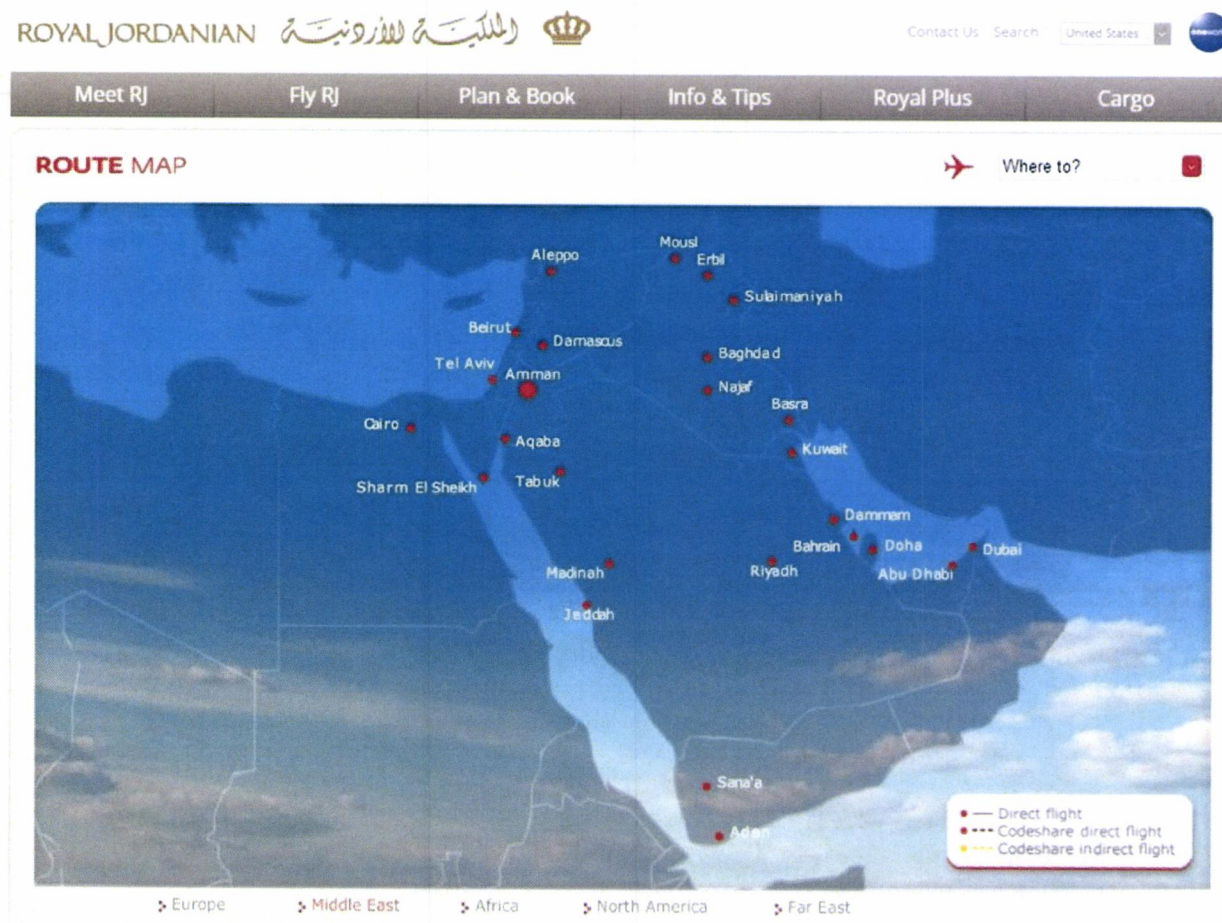 ROYAL JORDANIAN الملكية الأردنية
Contact Us Search United States
oneworld
Meet RJ Fly RJ Plan & Book Info & Tips Royal Plus Cargo
ROUTE MAP
Where to?
Aleppo
Mousl
Erbil
Sulaimaniyah
Beirut
Damascus
Baghdad
Tel Aviv
Amman
Najaf
Basra
Cairo
Aqaba
Kuwait
Sharm El Sheikh
Tabuk
Dammam
Bahrain
Doha
Dubai
Madinah
Riyadh
Abu Dhabi
Jeddah
Sana'a
Aden
Direct flight
Codeshare direct flight
Codeshare indirect flight
Europe Middle East Africa North America Far East